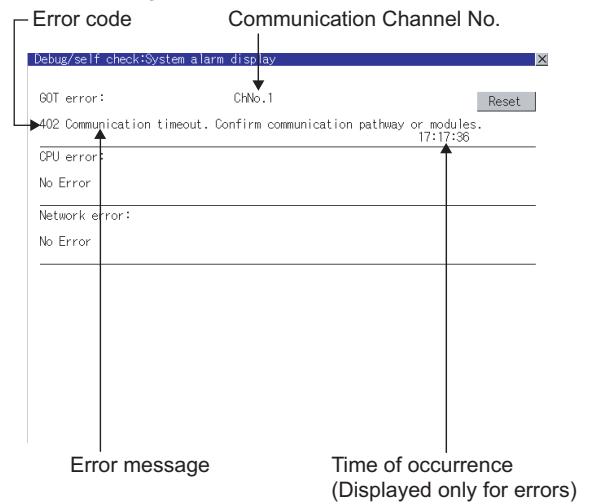 Error code
Communication Channel No.
Debug/self check:System alarm display
GOT error: ChNo.1 Reset
402 Communication timeout. Confirm communication pathway or modules.
17:17:36
CPU error:
No Error
Network error:
No Error
Error message
Time of occurrence
(Displayed only for errors)